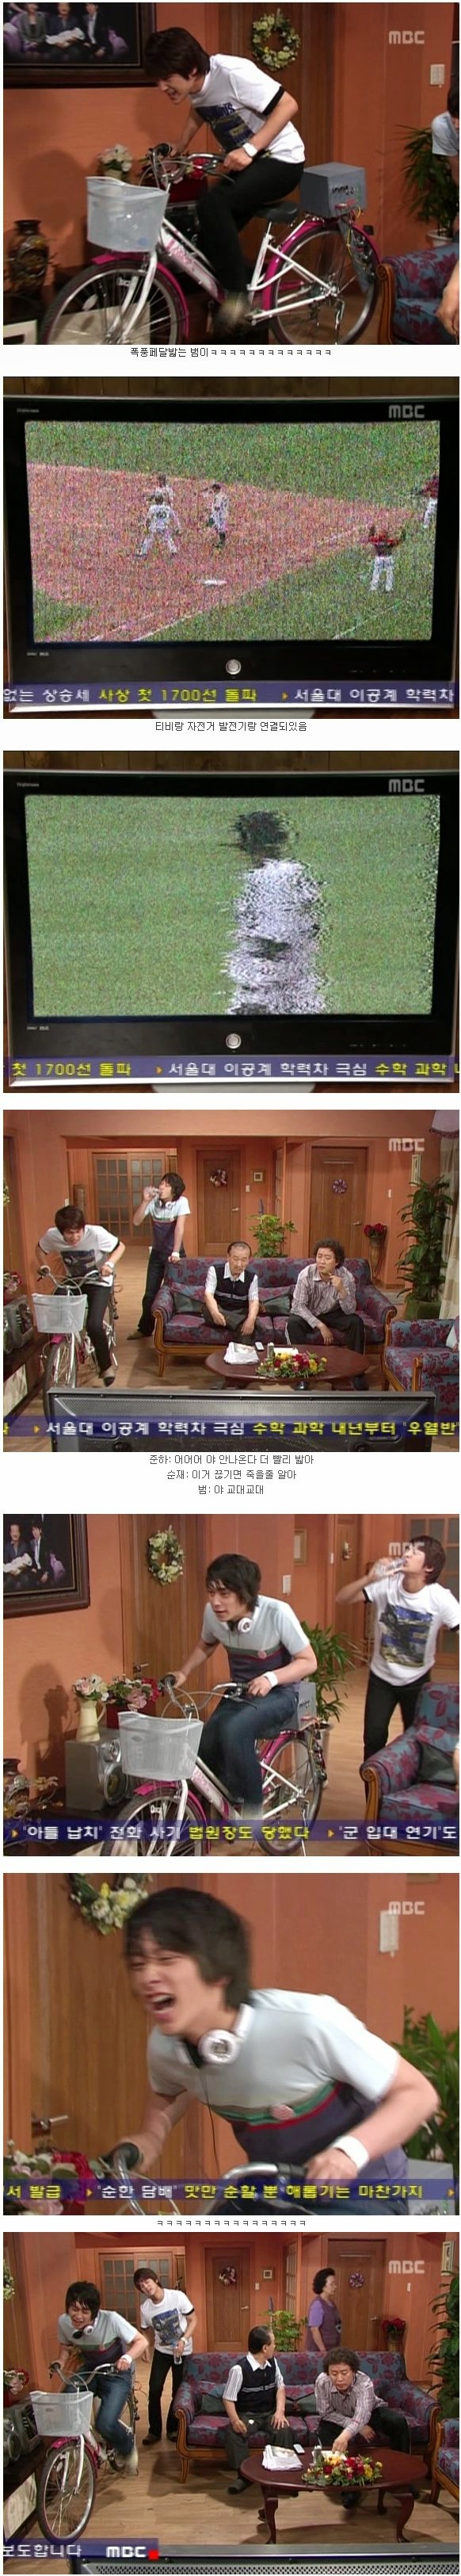 MBC
폭풍페달밟는 범이ㅋㅋㅋㅋㅋㅋㅋㅋㅋㅋㅋㅋㅋ
MBC
없는 상승세 사상 첫 1700선 돌파 ▸ 서울대 이공계 학력차
티비랑 자전거 발전기랑 연결되있음
MBC
첫 1700선 돌파 ▸ 서울대 이공계 학력차 극심 수학 과학
MBC
▸ 서울대 이공계 학력차 극심 수학 과학 내년부터 "우열반"
준하: 어어어 야 안나온다 더 빨리 밟아
순재: 이거 끊기면 죽을줄 알아
범: 야 교대교대
MBC
▸ "아들 납치" 전화 사기 법원장도 당했다 ▸ "군 입대 연기"도
MBC
서 발급 ▸ "순한 담배" 맛만 순할 뿐 해롭기는 마찬가지 ▸
ㅋㅋㅋㅋㅋㅋㅋㅋㅋㅋㅋㅋㅋㅋㅋㅋ
MBC
보도합니다 MBC